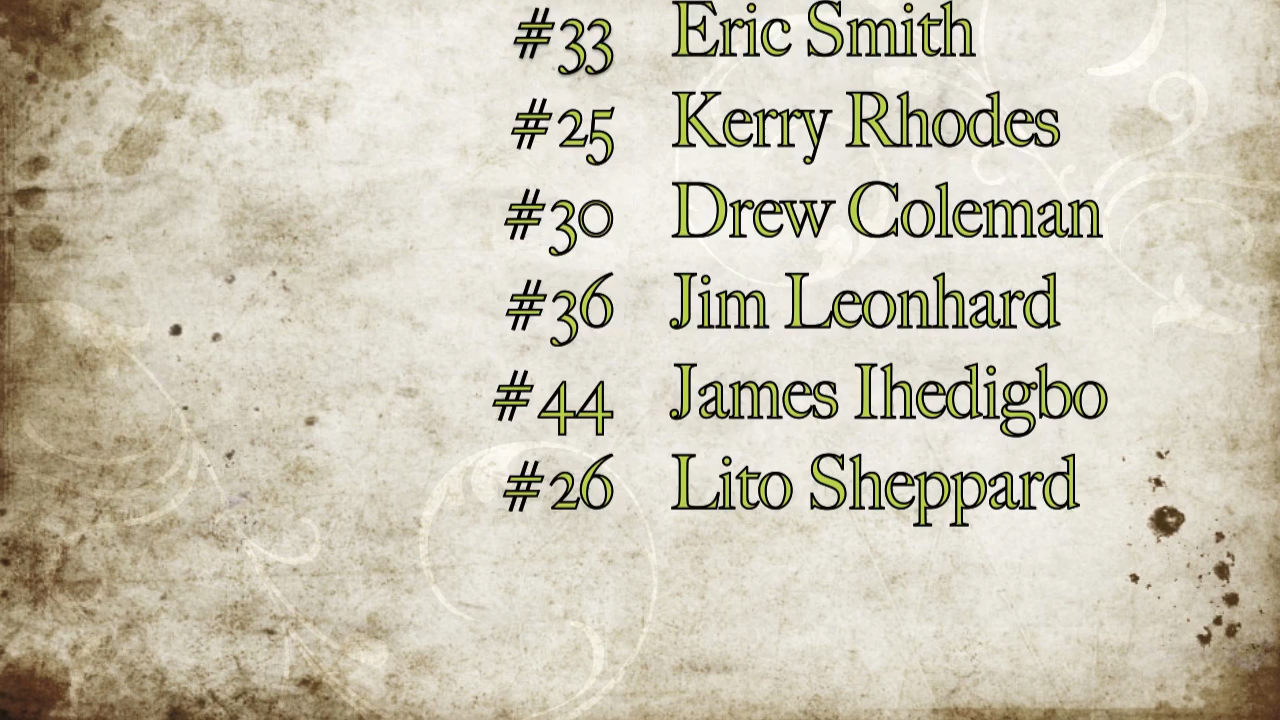 #33 Eric Smith
#25 Kerry Rhodes
#30 Drew Coleman
#36 Jim Leonhard
#44 James Ihedigbo
#26 Lito Sheppard